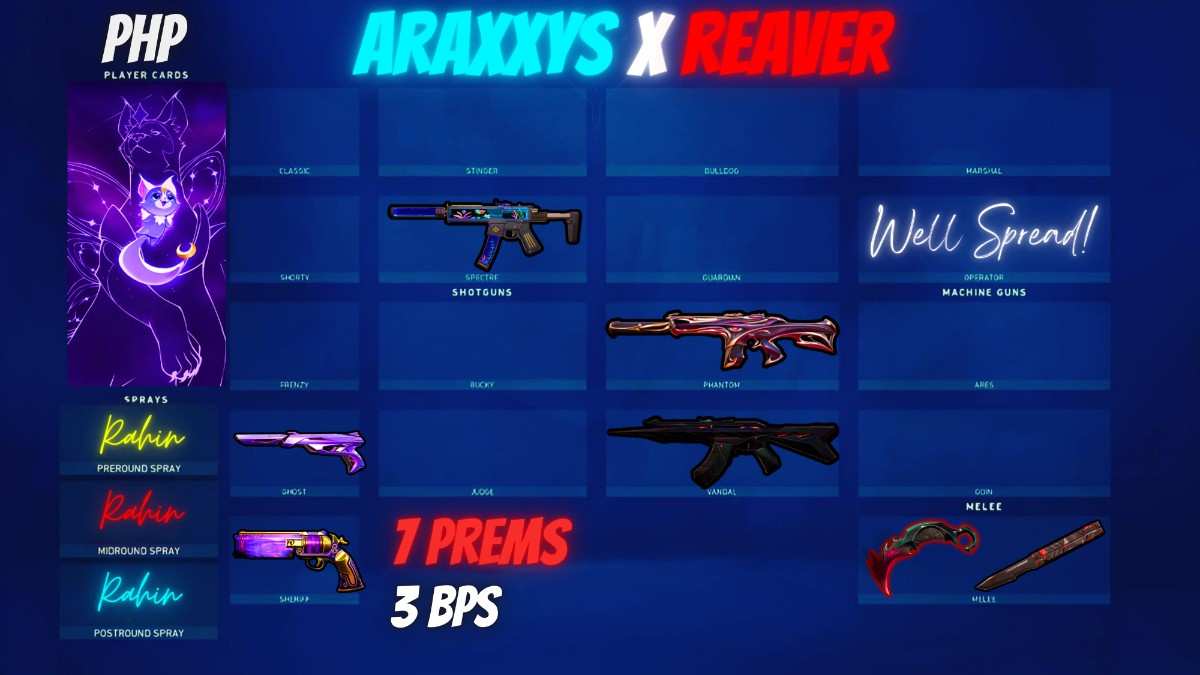 PHP
ARAXXYS X REAVER
PLAYER CARDS
CLASSIC
STINGER
BULLDOG
MARSHAL
Well Spread!
SHORTY
SPECTRE
GUARDIAN
OPERATOR
SHOTGUNS
MACHINE GUNS
FRENZY
BUCKY
PHANTOM
ARES
SPRAYS
Rahin
PREROUND SPRAY
GHOST
JUDGE
VANDAL
ODIN
MELEE
Rahin
MIDROUND SPRAY
7 PREMS
Rahin
3 BPS
SHERIFF
MELEE
POSTROUND SPRAY